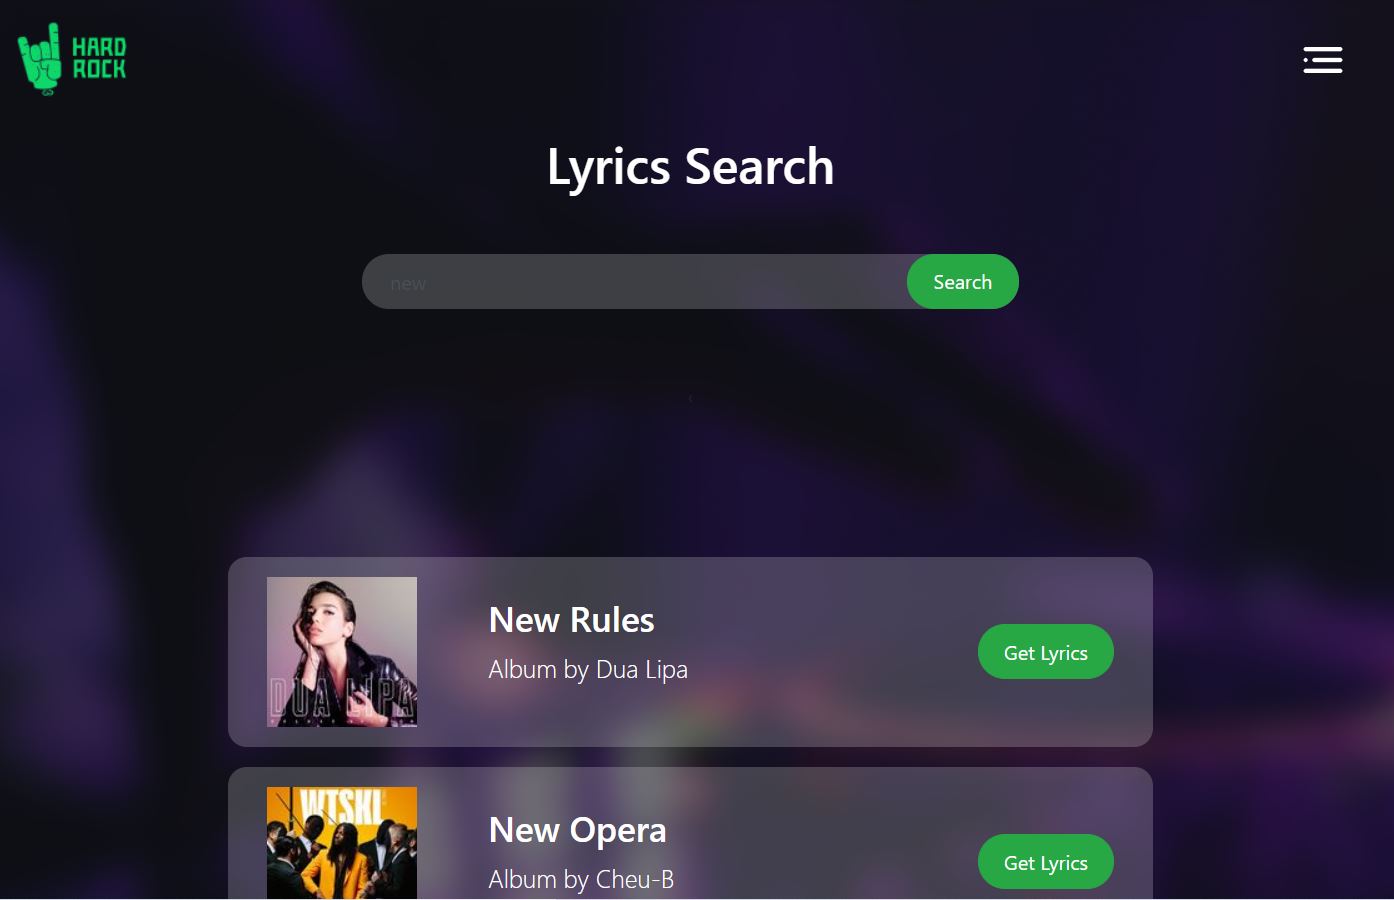 HARD
ROCK
Lyrics Search
new
Search
‹
New Rules
Album by Dua Lipa
Get Lyrics
DUA LIPA
WTSKL
New Opera
Album by Cheu-B
Get Lyrics